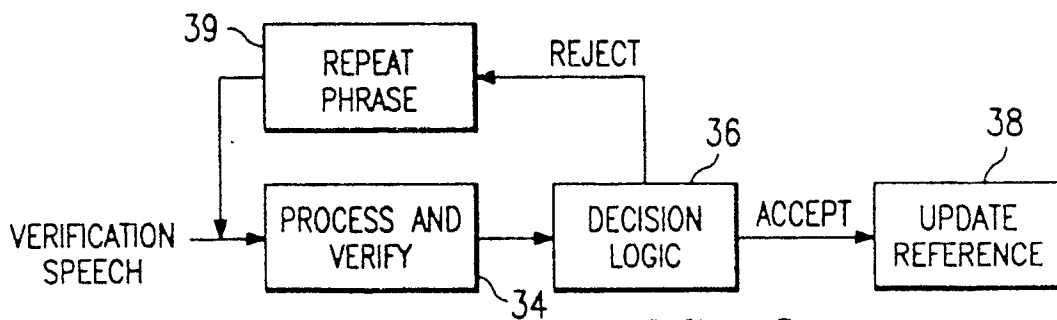 39
REPEAT
PHRASE
REJECT
36
38
VERIFICATION
SPEECH
PROCESS AND
VERIFY
DECISION
LOGIC
ACCEPT
UPDATE
REFERENCE
34